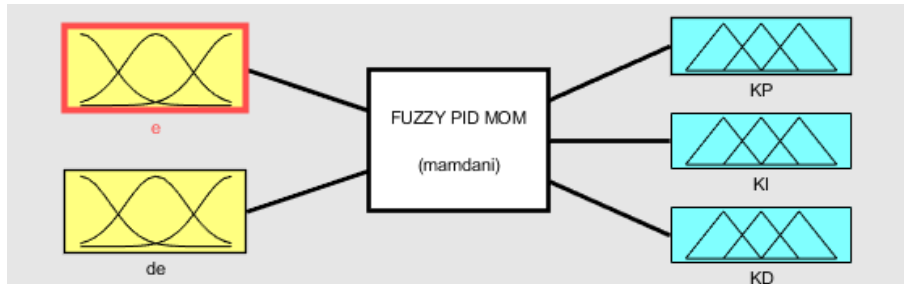 e
de
FUZZY PID MOM
(mamdani)
KP
KI
KD